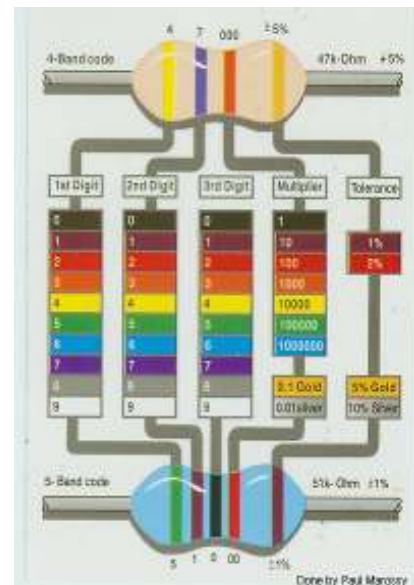 4 7 000 ±5%
4-Band code 47k-Ohm ±5%
1st Digit 2nd Digit 3rd Digit Multiplier Tolerance
0 0 0 1
1 1 1 10 1%
2 2 2 100 2%
3 3 3 1000
4 4 4 10000
5 5 5 100000
6 6 6 1000000
7 7 7
8 8 8 0.1 Gold 5% Gold
9 9 9 0.01silver 10% Silver
5- Band code 51k- Ohm ±1%
5 1 0 00 ±1%
Done by Paul Marossy